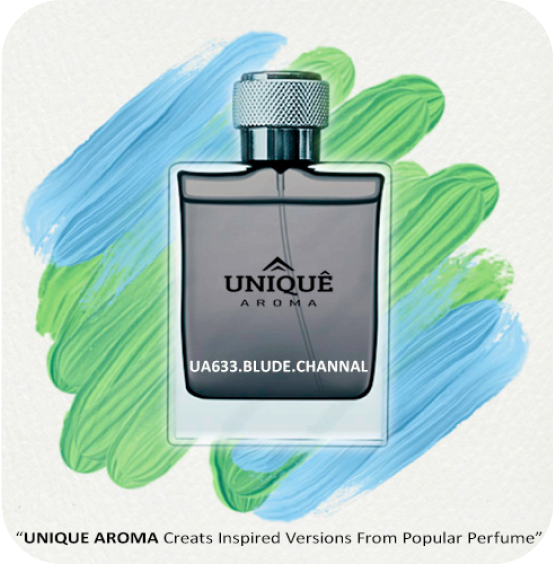 UNIQUÊ
AROMA
UA633.BLUDE.CHANNAL
“UNIQUE AROMA Creats Inspired Versions From Popular Perfume”